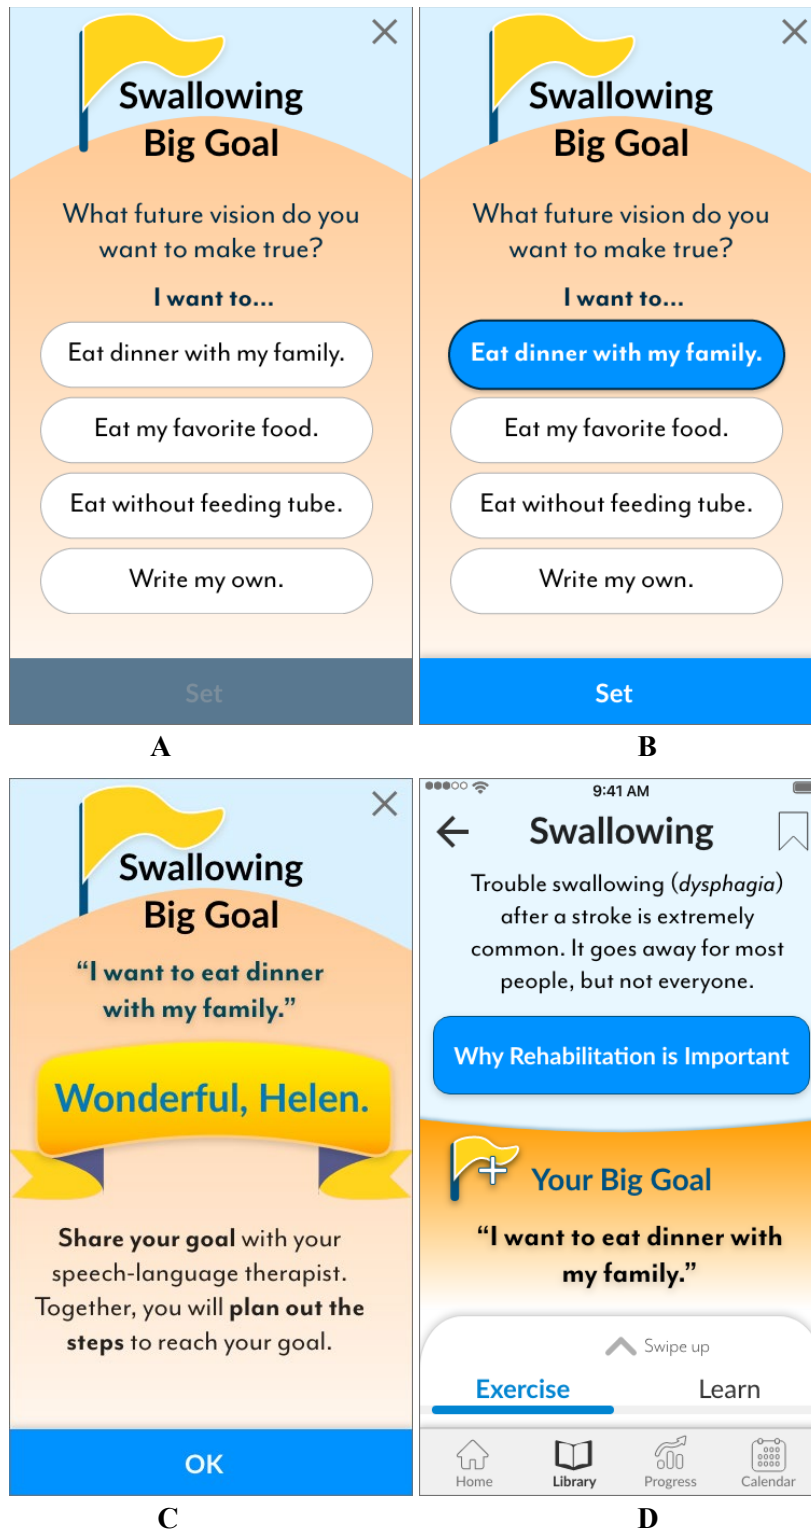 Swallowing
Big Goal
What future vision do you
want to make true?
I want to...
Eat dinner with my family.
Eat my favorite food.
Eat without feeding tube.
Write my own.
Set
A
Swallowing
Big Goal
What future vision do you
want to make true?
I want to...
Eat dinner with my family.
Eat my favorite food.
Eat without feeding tube.
Write my own.
Set
B
Swallowing
Big Goal
“I want to eat dinner
with my family.”
Wonderful, Helen.
Share your goal with your
speech-language therapist.
Together, you will plan out the
steps to reach your goal.
OK
C
9:41 AM
Swallowing
Trouble swallowing (dysphagia)
after a stroke is extremely
common. It goes away for most
people, but not everyone.
Why Rehabilitation is Important
Your Big Goal
“I want to eat dinner with
my family.”
Swipe up
Exercise Learn
Home Library Progress Calendar
D